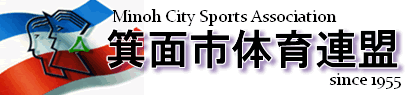 Minoh City Sports Association
箕面市体育連盟
since 1955